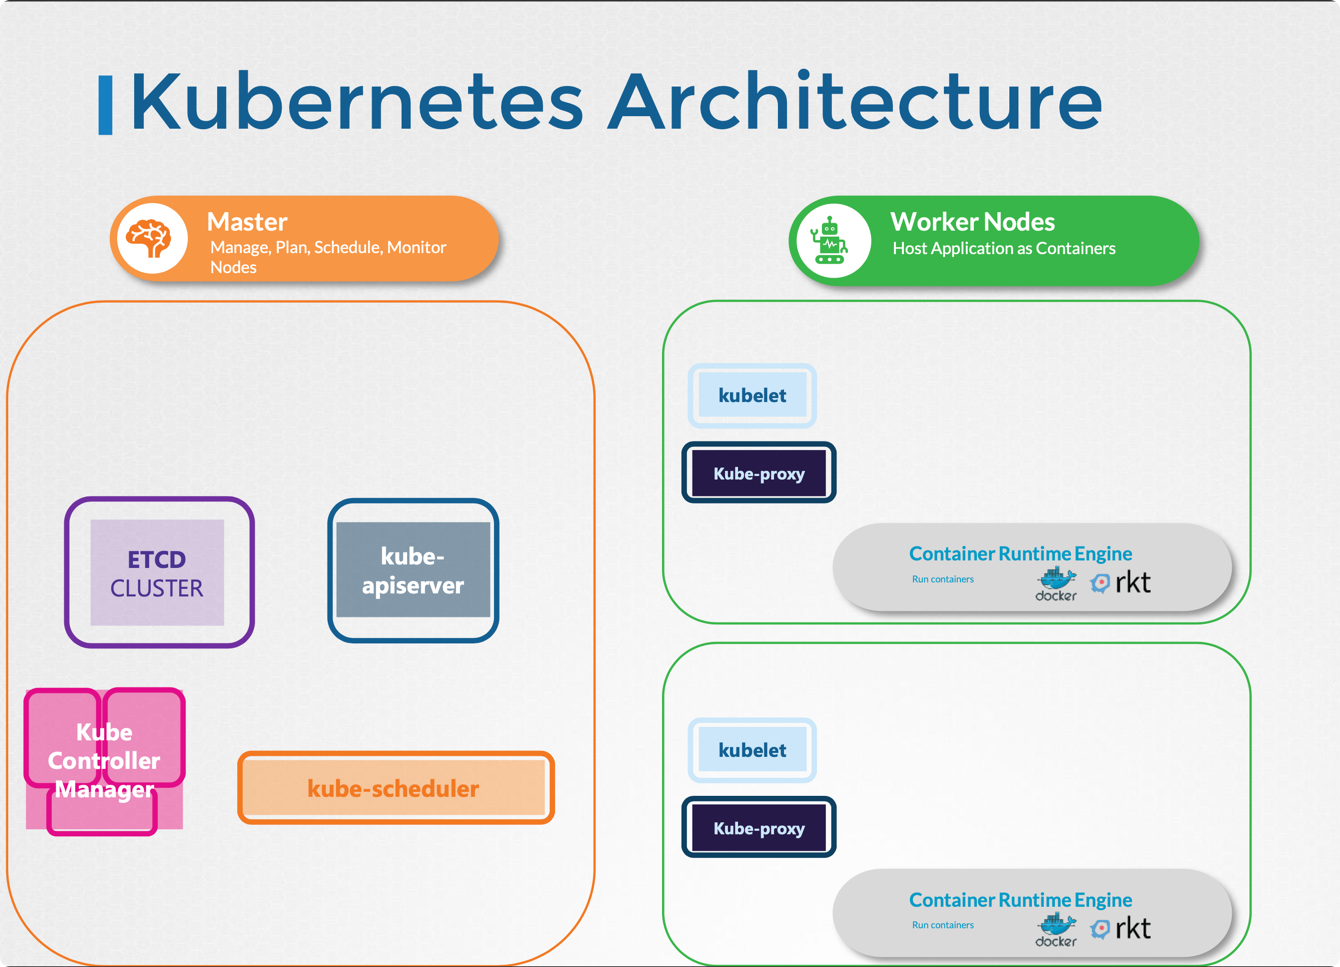 Kubernetes Architecture
Master
Manage, Plan, Schedule, Monitor
Nodes
Worker Nodes
Host Application as Containers
ETCD
CLUSTER
kube-
apiserver
Kube
Controller
Manager
kube-scheduler
kubelet
Kube-proxy
Container Runtime Engine
Run containers
docker
rkt
kubelet
Kube-proxy
Container Runtime Engine
Run containers
docker
rkt